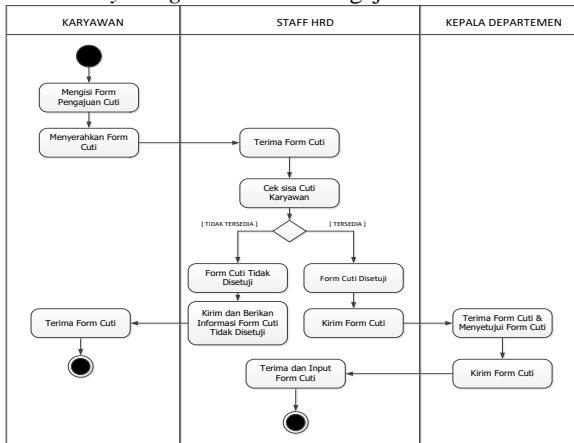 KARYAWAN
STAFF HRD
KEPALA DEPARTEMEN
Mengisi Form
Pengajuan Cuti
Menyerahkan Form
Cuti
Terima Form Cuti
Cek sisa Cuti
Karyawan
[ TIDAK TERSEDIA ]
[ TERSEDIA ]
Form Cuti Tidak
Disetuji
Form Cuti Disetuji
Terima Form Cuti
Kirim dan Berikan
Informasi Form Cuti
Tidak Disetuji
Kirim Form Cuti
Terima Form Cuti &
Menyetujui Form Cuti
Terima dan Input
Form Cuti
Kirim Form Cuti